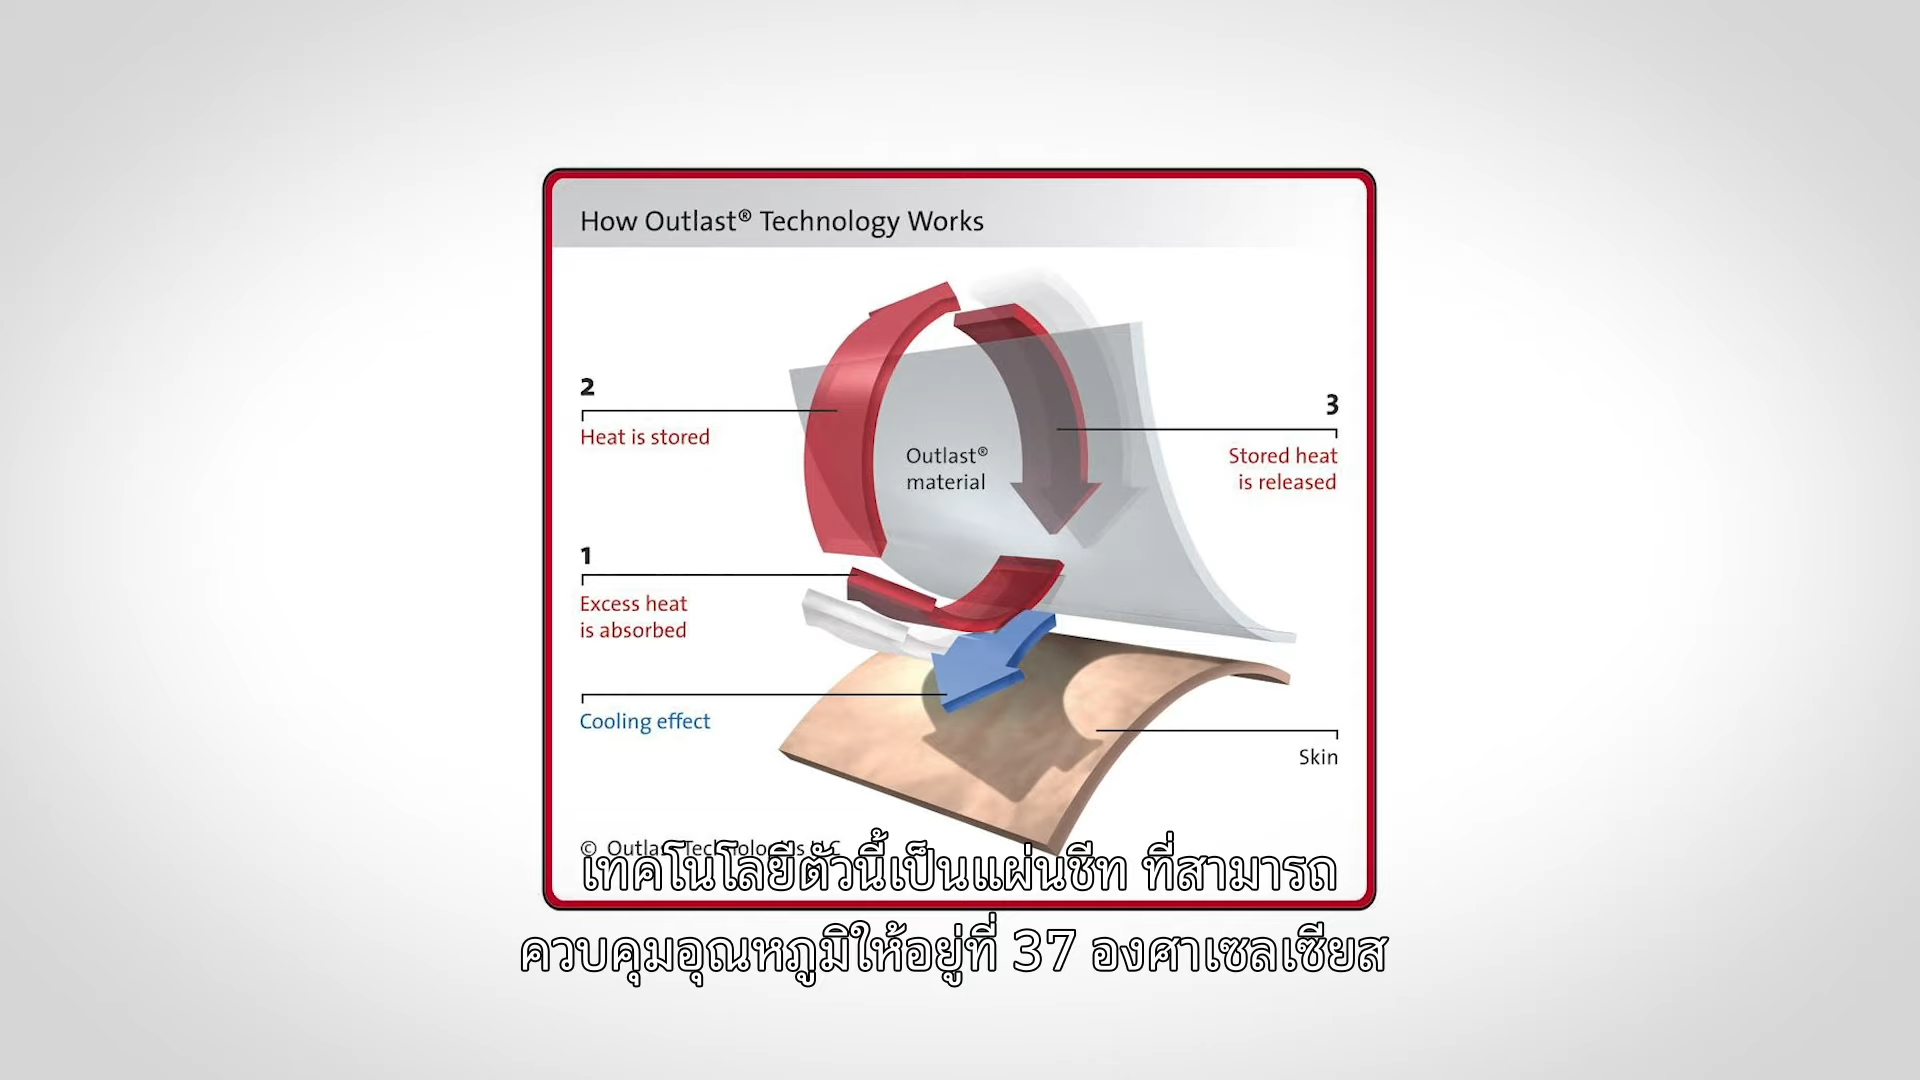 How Outlast® Technology Works
2
Heat is stored
3
Stored heat
is released
Outlast®
material
1
Excess heat
is absorbed
Cooling effect
Skin
©
เทคโนโลยีตัวนี้เป็นแผ่นชีท ที่สามารถ
ควบคุมอุณหภูมิให้อยู่ที่ 37 องศาเซลเซียส